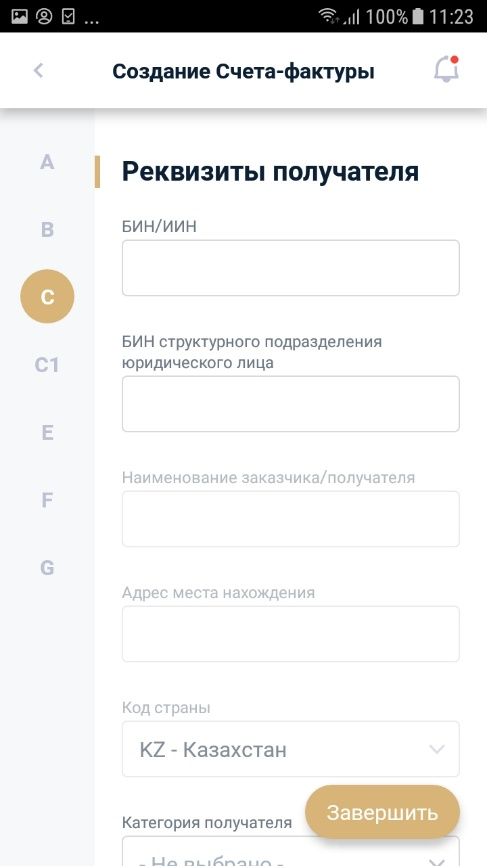 ... 100% 11:23
Создание Счета-фактуры
A
B
C
C1
E
F
G
Реквизиты получателя
БИН/ИИН
БИН структурного подразделения
юридического лица
Наименование заказчика/получателя
Адрес места нахождения
Код страны
KZ - Казахстан
Категория получателя
- Не выбрано -
Завершить